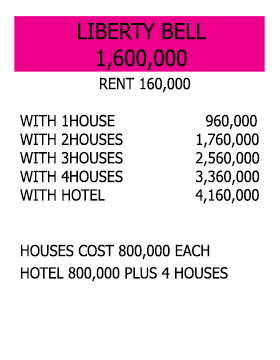 LIBERTY BELL
1,600,000
RENT 160,000
WITH 1HOUSE 960,000
WITH 2HOUSES 1,760,000
WITH 3HOUSES 2,560,000
WITH 4HOUSES 3,360,000
WITH HOTEL 4,160,000
HOUSES COST 800,000 EACH
HOTEL 800,000 PLUS 4 HOUSES